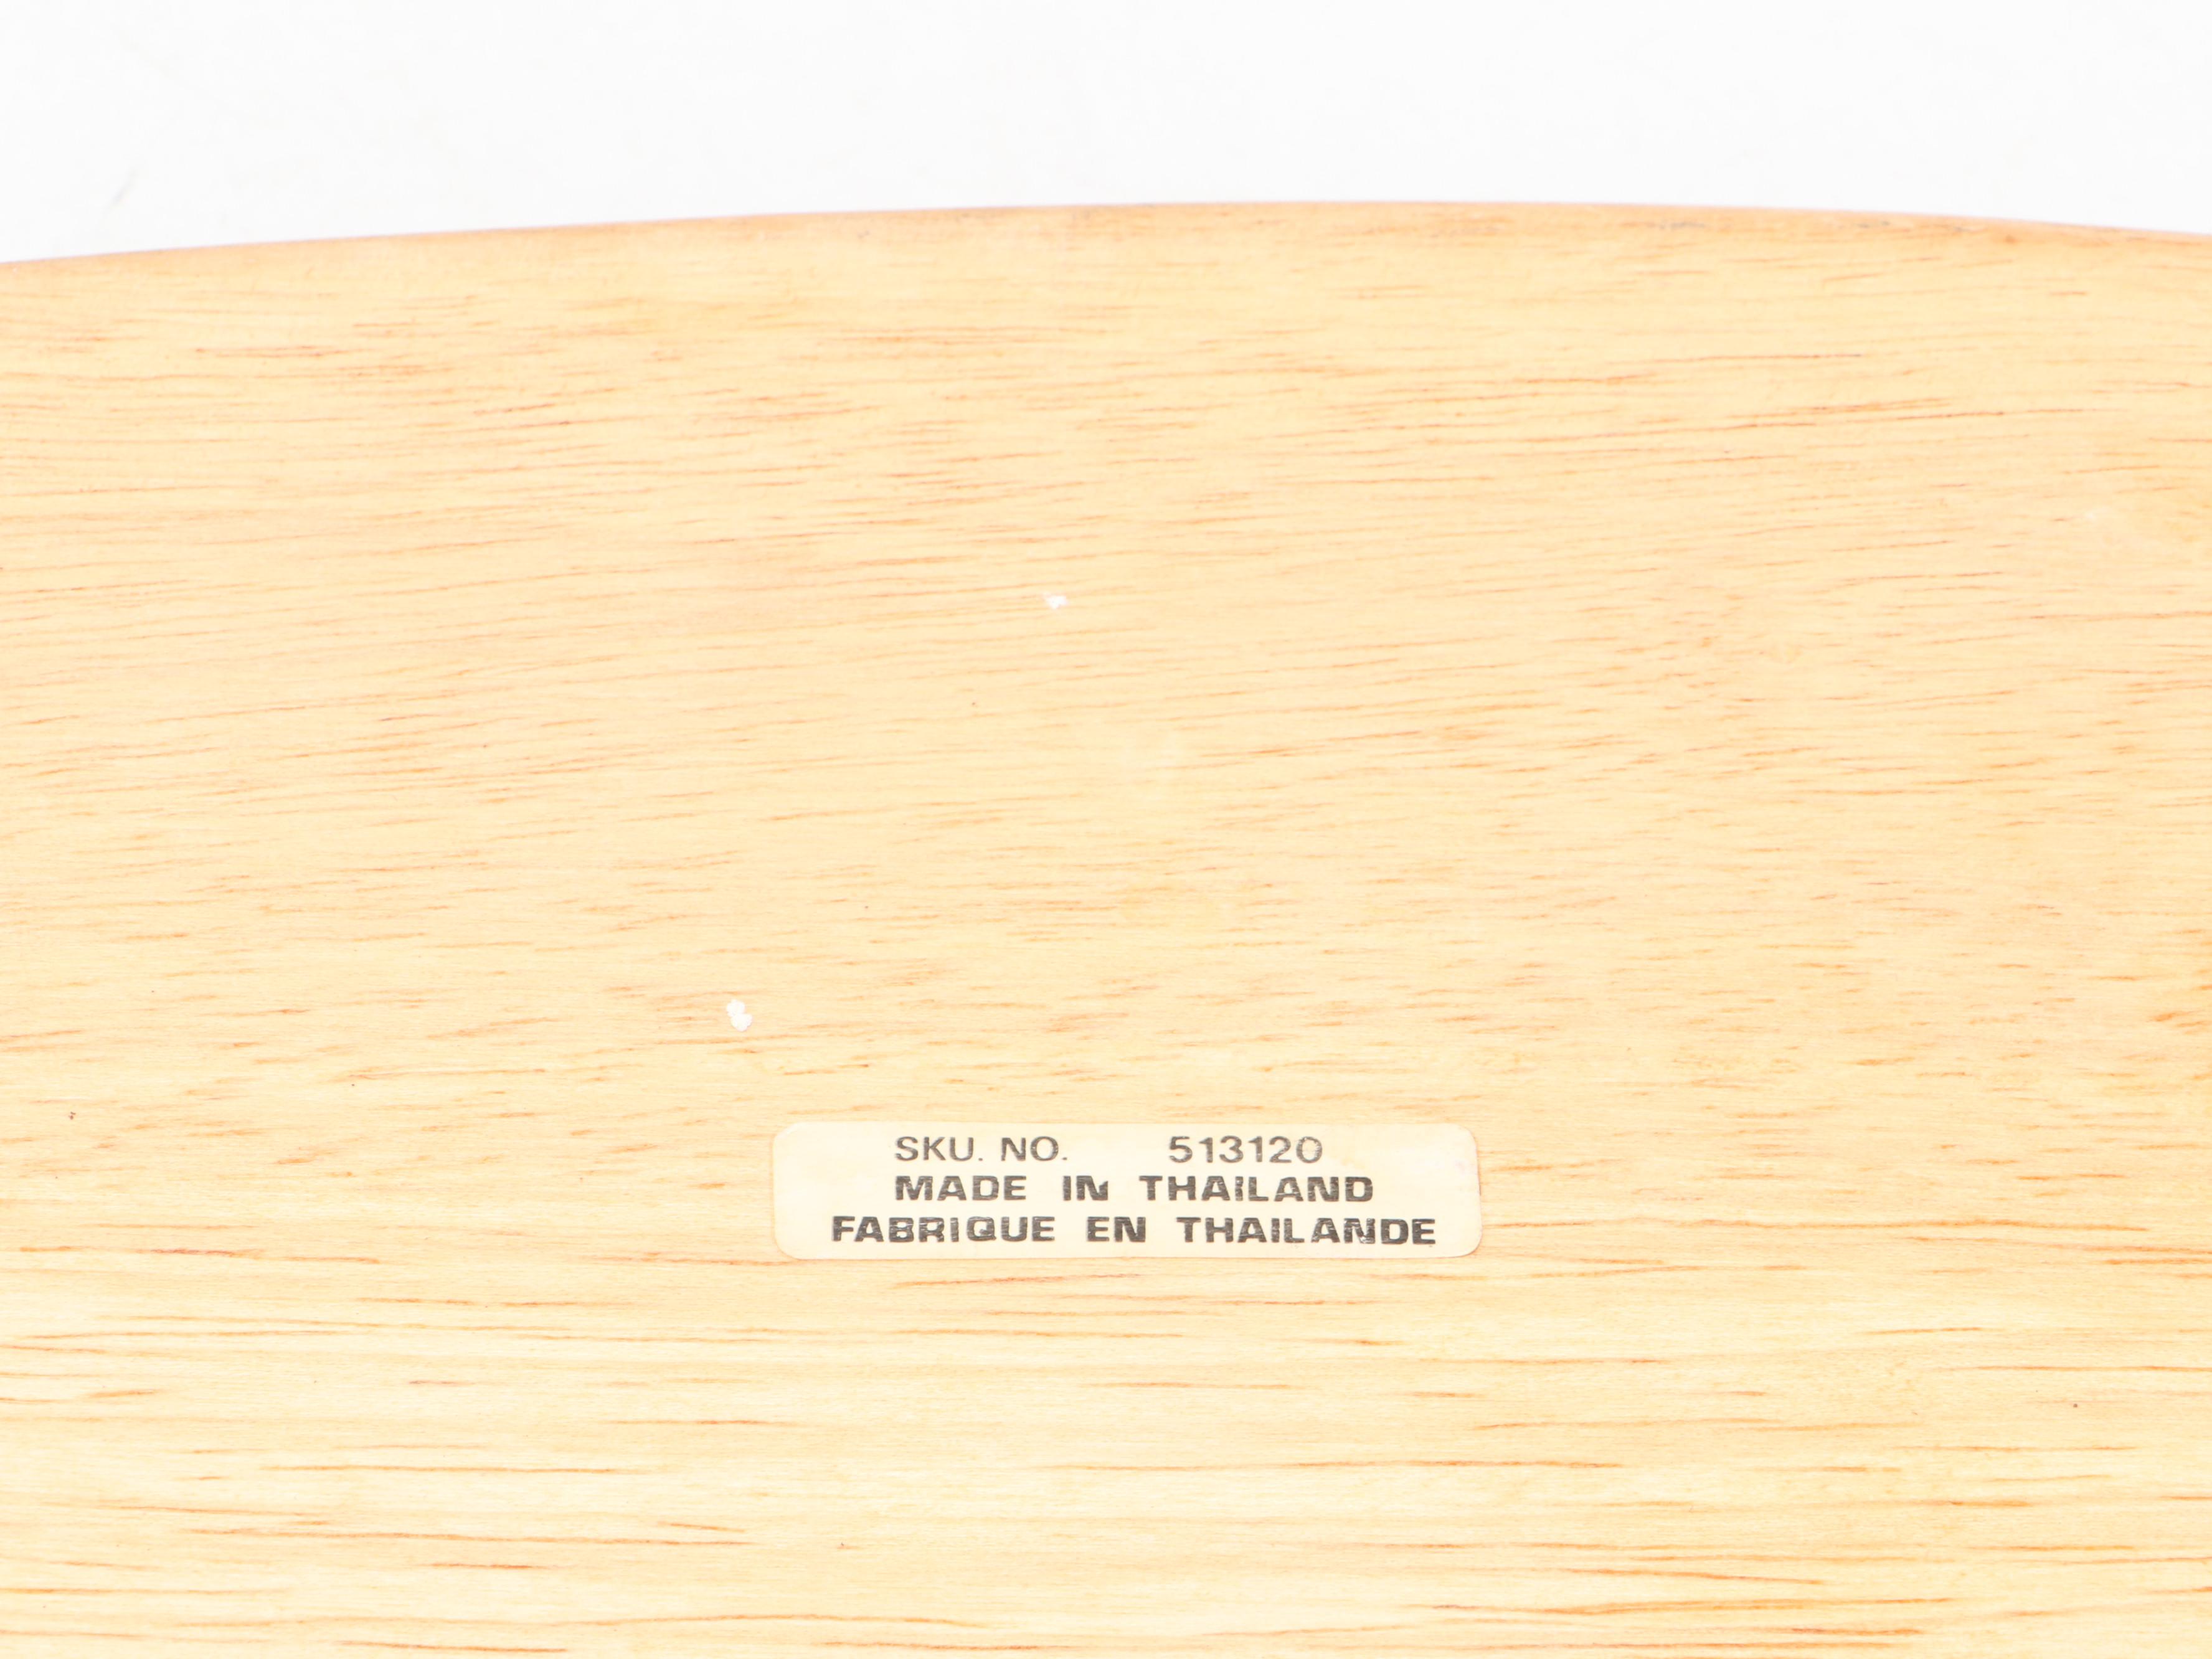 SKU. NO. 513120
MADE IN THAILAND
FABRIQUE EN THAILANDE